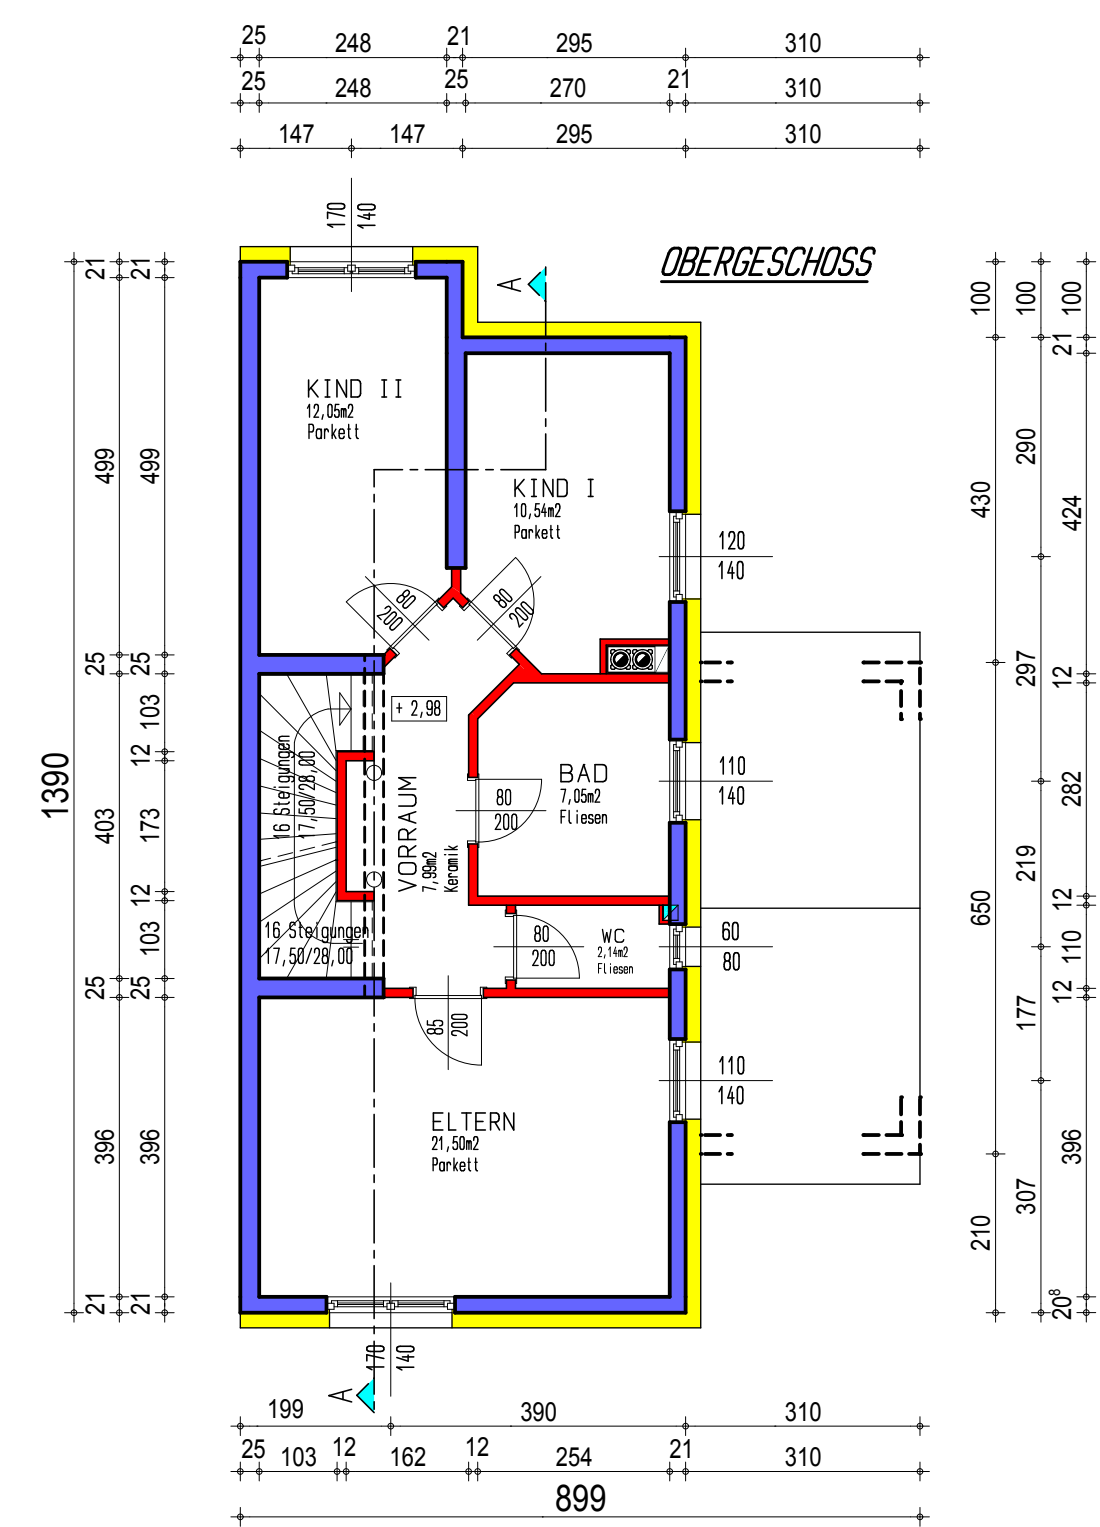 25 248 21 295 310
25 248 25 270 21 310
147 147 295 310
170
140
OBERGESCHOSS
A
KIND II
12,05m2
Parkett
KIND I
10,54m2
Parkett
120
140
80
200
80
200
+ 2,98
16 Steigungen
17,50/28,00
VORRAUM
7,99m2
Keramik
BAD
7,05m2
Fliesen
110
140
80
200
16 Steigungen
17,50/28,00
80
200
WC
2,14m2
Fliesen
60
80
85
200
ELTERN
21,50m2
Parkett
110
140
170
140
A
1390
21 499 25 403 25 396 21
21 499 25 103 12 173 12 103 25 396 21
100 430 650 210
100 290 297 219 177 307
100 21 424 12 282 12 110 12 396 20⁸
199 390 310
25 103 12 162 12 254 21 310
899